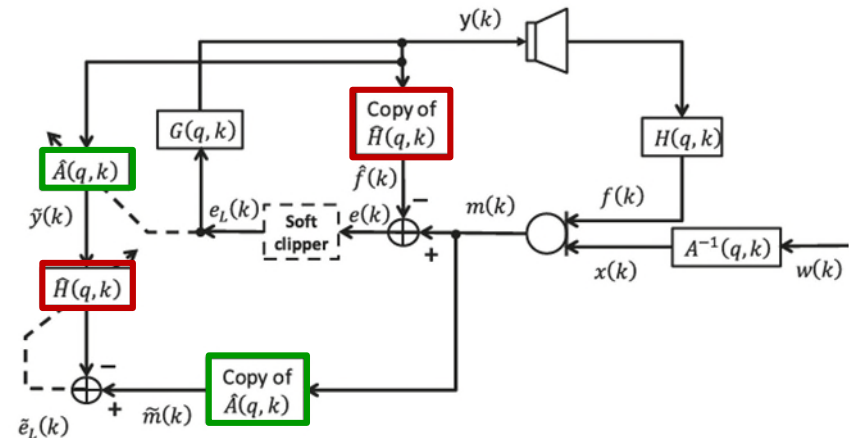 y(k)
Copy of
Ĥ(q, k)
G(q, k)
H(q, k)
Â(q, k)
f̂(k)
−
ỹ(k)
e_L(k)
Soft
clipper
e(k)
m(k)
f(k)
+
A⁻¹(q, k)
x(k)
w(k)
Ĥ(q, k)
−
Copy of
Â(q, k)
+
m̃(k)
ẽ_L(k)